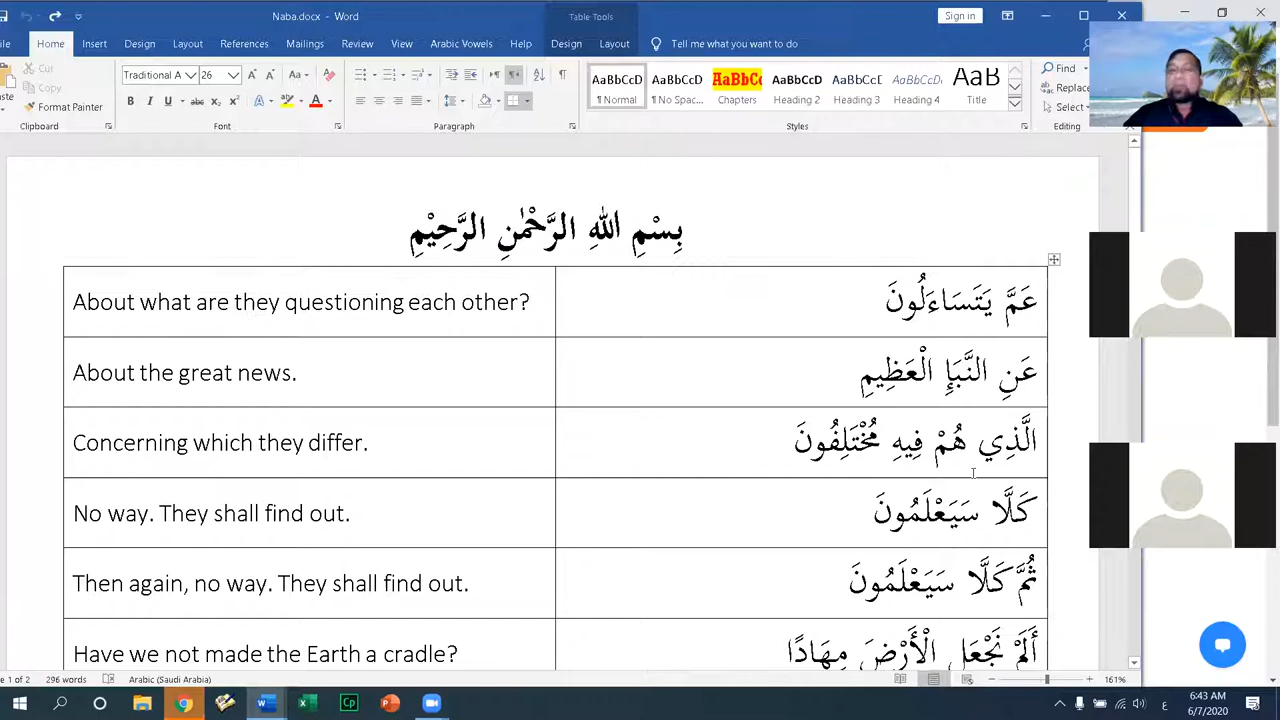 Naba.docx - Word
Table Tools
Sign in
Home Insert Design Layout References Mailings Review View Arabic Vowels Help Design Layout Tell me what you want to do
Cut
Copy
Format Painter
Clipboard
Traditional A 26
Font
Paragraph
AaBbCcD AaBbCcD AaBbCc AaBbCcD AaBbCcD AaBbCcD AaB
¶ Normal ¶ No Spac... Chapters Heading 2 Heading 3 Heading 4 Title
Styles
Find
Replace
Select
Editing
بِسْمِ اللهِ الرَّحْمٰنِ الرَّحِيْمِ
About what are they questioning each other?
عَمَّ يَتَسَاءَلُونَ
About the great news.
عَنِ النَّبَإِ الْعَظِيمِ
Concerning which they differ.
الَّذِي هُمْ فِيهِ مُخْتَلِفُونَ
No way. They shall find out.
كَلَّا سَيَعْلَمُونَ
Then again, no way. They shall find out.
ثُمَّ كَلَّا سَيَعْلَمُونَ
Have we not made the Earth a cradle?
أَلَمْ نَجْعَلِ الْأَرْضَ مِهَادًا
1 of 2 296 words Arabic (Saudi Arabia) 161%
6:43 AM
6/7/2020